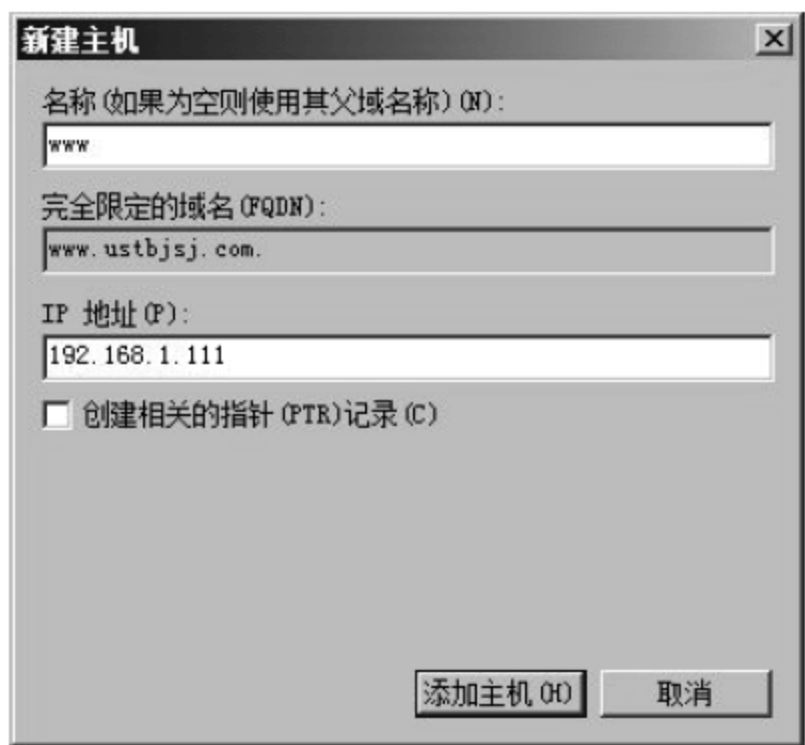 新建主机
名称(如果为空则使用其父域名称)(N):
www
完全限定的域名(FQDN):
www.ustbjsj.com.
IP 地址(P):
192.168.1.111
创建相关的指针(PTR)记录(C)
添加主机(H) 取消